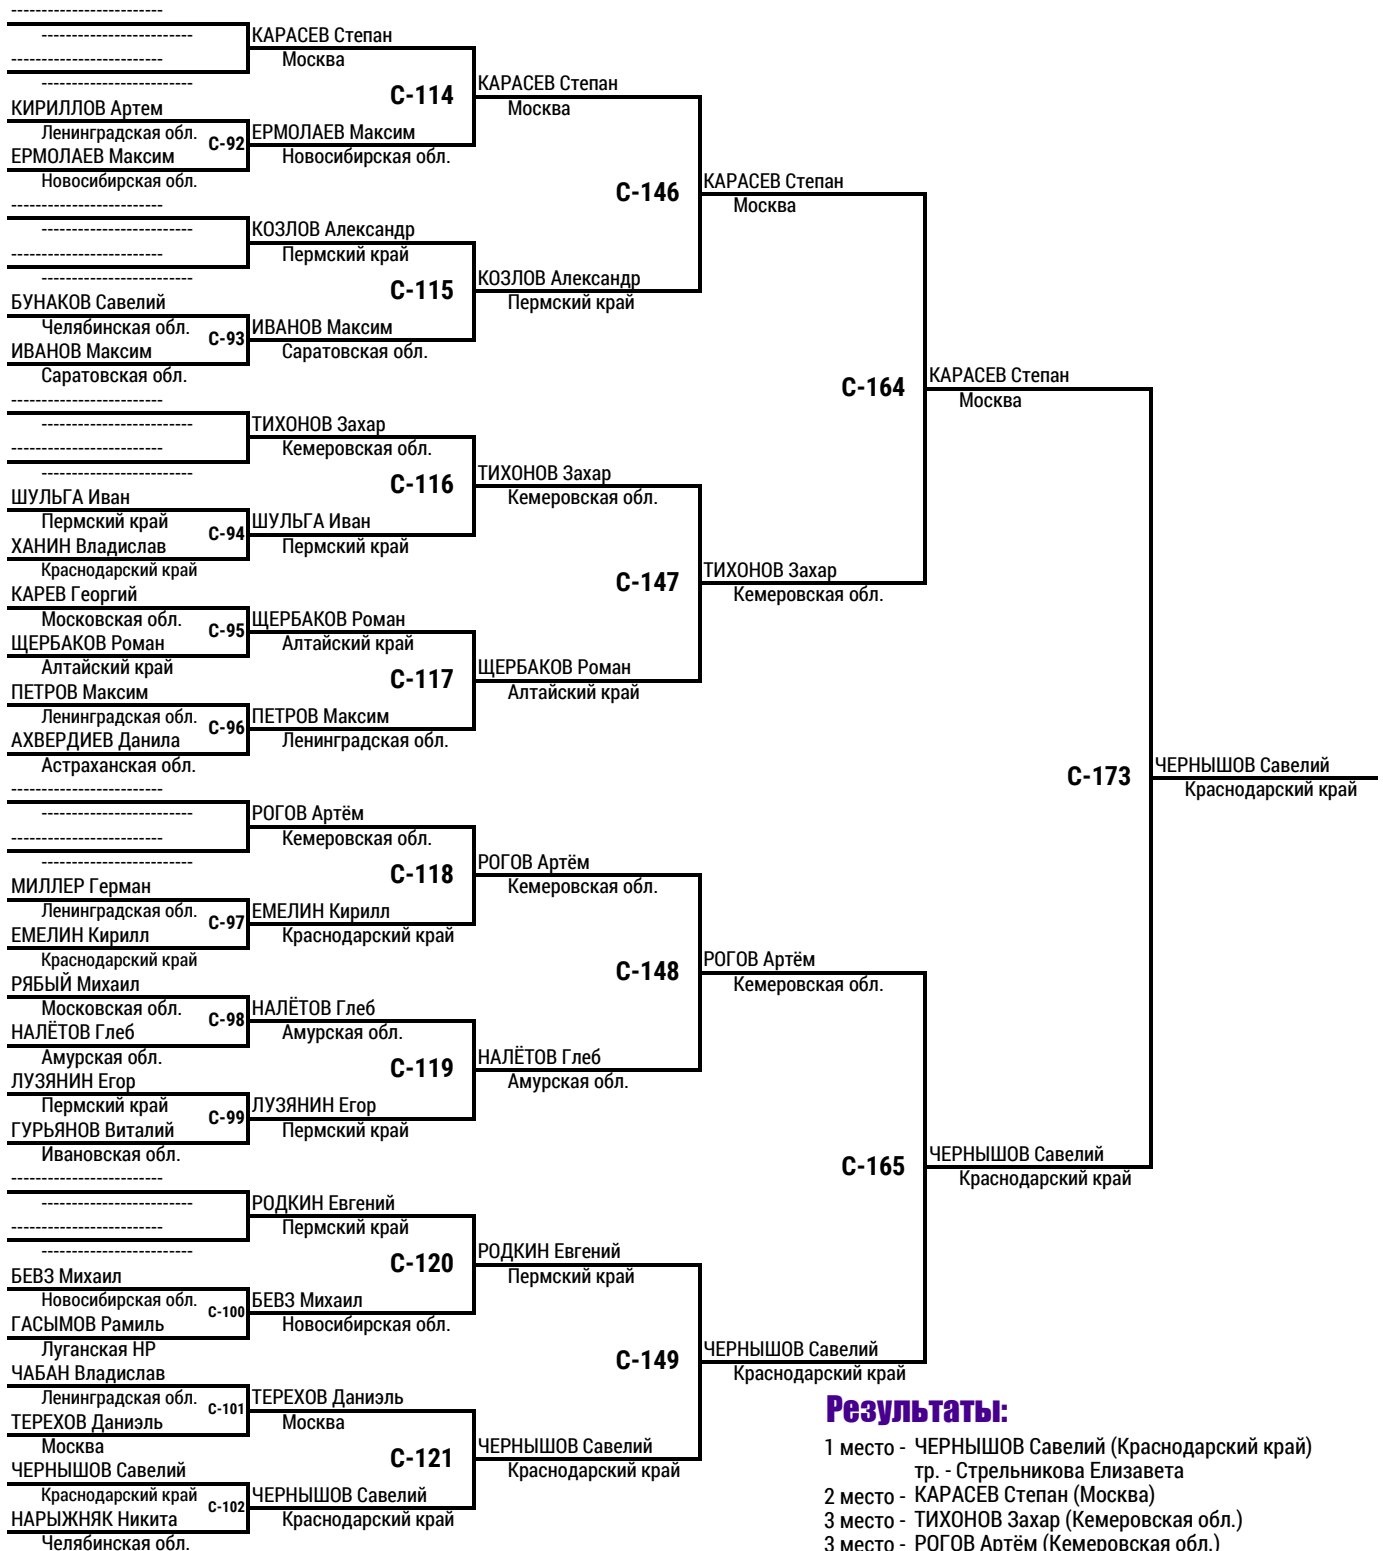 -------------------------
-------------------------
-------------------------
-------------------------
КИРИЛЛОВ Артем
Ленинградская обл.
С-92
ЕРМОЛАЕВ Максим
Новосибирская обл.
-------------------------
-------------------------
-------------------------
-------------------------
БУНАКОВ Савелий
Челябинская обл.
С-93
ИВАНОВ Максим
Саратовская обл.
-------------------------
-------------------------
-------------------------
-------------------------
ШУЛЬГА Иван
Пермский край
С-94
ХАНИН Владислав
Краснодарский край
КАРЕВ Георгий
Московская обл.
С-95
ЩЕРБАКОВ Роман
Алтайский край
ПЕТРОВ Максим
Ленинградская обл.
С-96
АХВЕРДИЕВ Данила
Астраханская обл.
-------------------------
-------------------------
-------------------------
-------------------------
МИЛЛЕР Герман
Ленинградская обл.
С-97
ЕМЕЛИН Кирилл
Краснодарский край
РЯБЫЙ Михаил
Московская обл.
С-98
НАЛЁТОВ Глеб
Амурская обл.
ЛУЗЯНИН Егор
Пермский край
С-99
ГУРЬЯНОВ Виталий
Ивановская обл.
-------------------------
-------------------------
-------------------------
-------------------------
БЕВЗ Михаил
Новосибирская обл.
С-100
ГАСЫМОВ Рамиль
Луганская НР
ЧАБАН Владислав
Ленинградская обл.
С-101
ТЕРЕХОВ Даниэль
Москва
ЧЕРНЫШОВ Савелий
Краснодарский край
С-102
НАРЫЖНЯК Никита
Челябинская обл.
КАРАСЕВ Степан
Москва
С-114
ЕРМОЛАЕВ Максим
Новосибирская обл.
КОЗЛОВ Александр
Пермский край
С-115
ИВАНОВ Максим
Саратовская обл.
ТИХОНОВ Захар
Кемеровская обл.
С-116
ШУЛЬГА Иван
Пермский край
ЩЕРБАКОВ Роман
Алтайский край
С-117
ПЕТРОВ Максим
Ленинградская обл.
РОГОВ Артём
Кемеровская обл.
С-118
ЕМЕЛИН Кирилл
Краснодарский край
НАЛЁТОВ Глеб
Амурская обл.
С-119
ЛУЗЯНИН Егор
Пермский край
РОДКИН Евгений
Пермский край
С-120
БЕВЗ Михаил
Новосибирская обл.
ТЕРЕХОВ Даниэль
Москва
С-121
ЧЕРНЫШОВ Савелий
Краснодарский край
КАРАСЕВ Степан
Москва
С-146
КОЗЛОВ Александр
Пермский край
ТИХОНОВ Захар
Кемеровская обл.
С-147
ЩЕРБАКОВ Роман
Алтайский край
РОГОВ Артём
Кемеровская обл.
С-148
НАЛЁТОВ Глеб
Амурская обл.
РОДКИН Евгений
Пермский край
С-149
ЧЕРНЫШОВ Савелий
Краснодарский край
КАРАСЕВ Степан
Москва
С-164
ТИХОНОВ Захар
Кемеровская обл.
РОГОВ Артём
Кемеровская обл.
С-165
ЧЕРНЫШОВ Савелий
Краснодарский край
КАРАСЕВ Степан
Москва
С-173
ЧЕРНЫШОВ Савелий
Краснодарский край
ЧЕРНЫШОВ Савелий
Краснодарский край
Результаты:
1 место - ЧЕРНЫШОВ Савелий (Краснодарский край)
тр. - Стрельникова Елизавета
2 место - КАРАСЕВ Степан (Москва)
3 место - ТИХОНОВ Захар (Кемеровская обл.)
3 место - РОГОВ Артём (Кемеровская обл.)